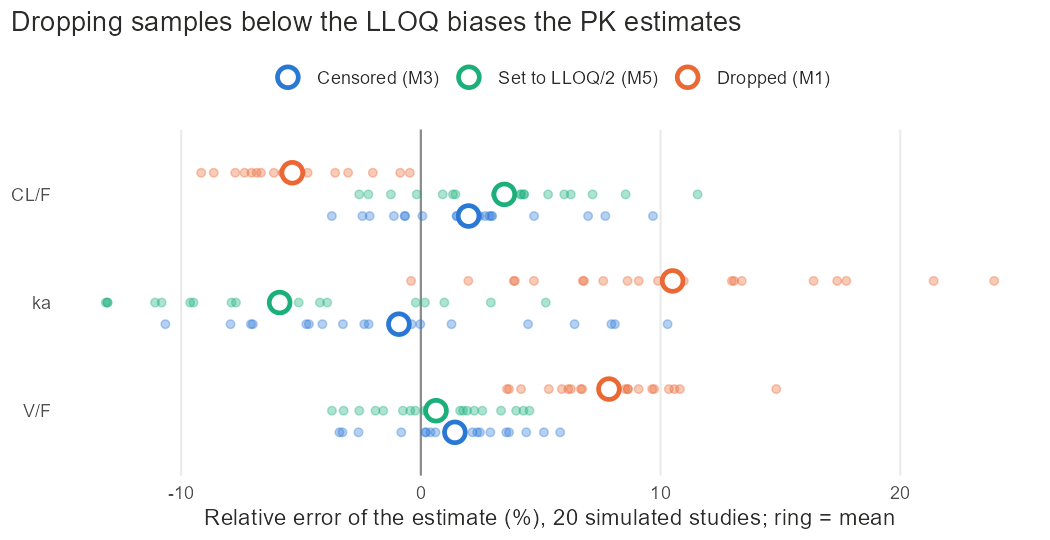 Dropping samples below the LLOQ biases the PK estimates
Censored (M3) Set to LLOQ/2 (M5) Dropped (M1)
CL/F
ka
V/F
-10 0 10 20
Relative error of the estimate (%), 20 simulated studies; ring = mean